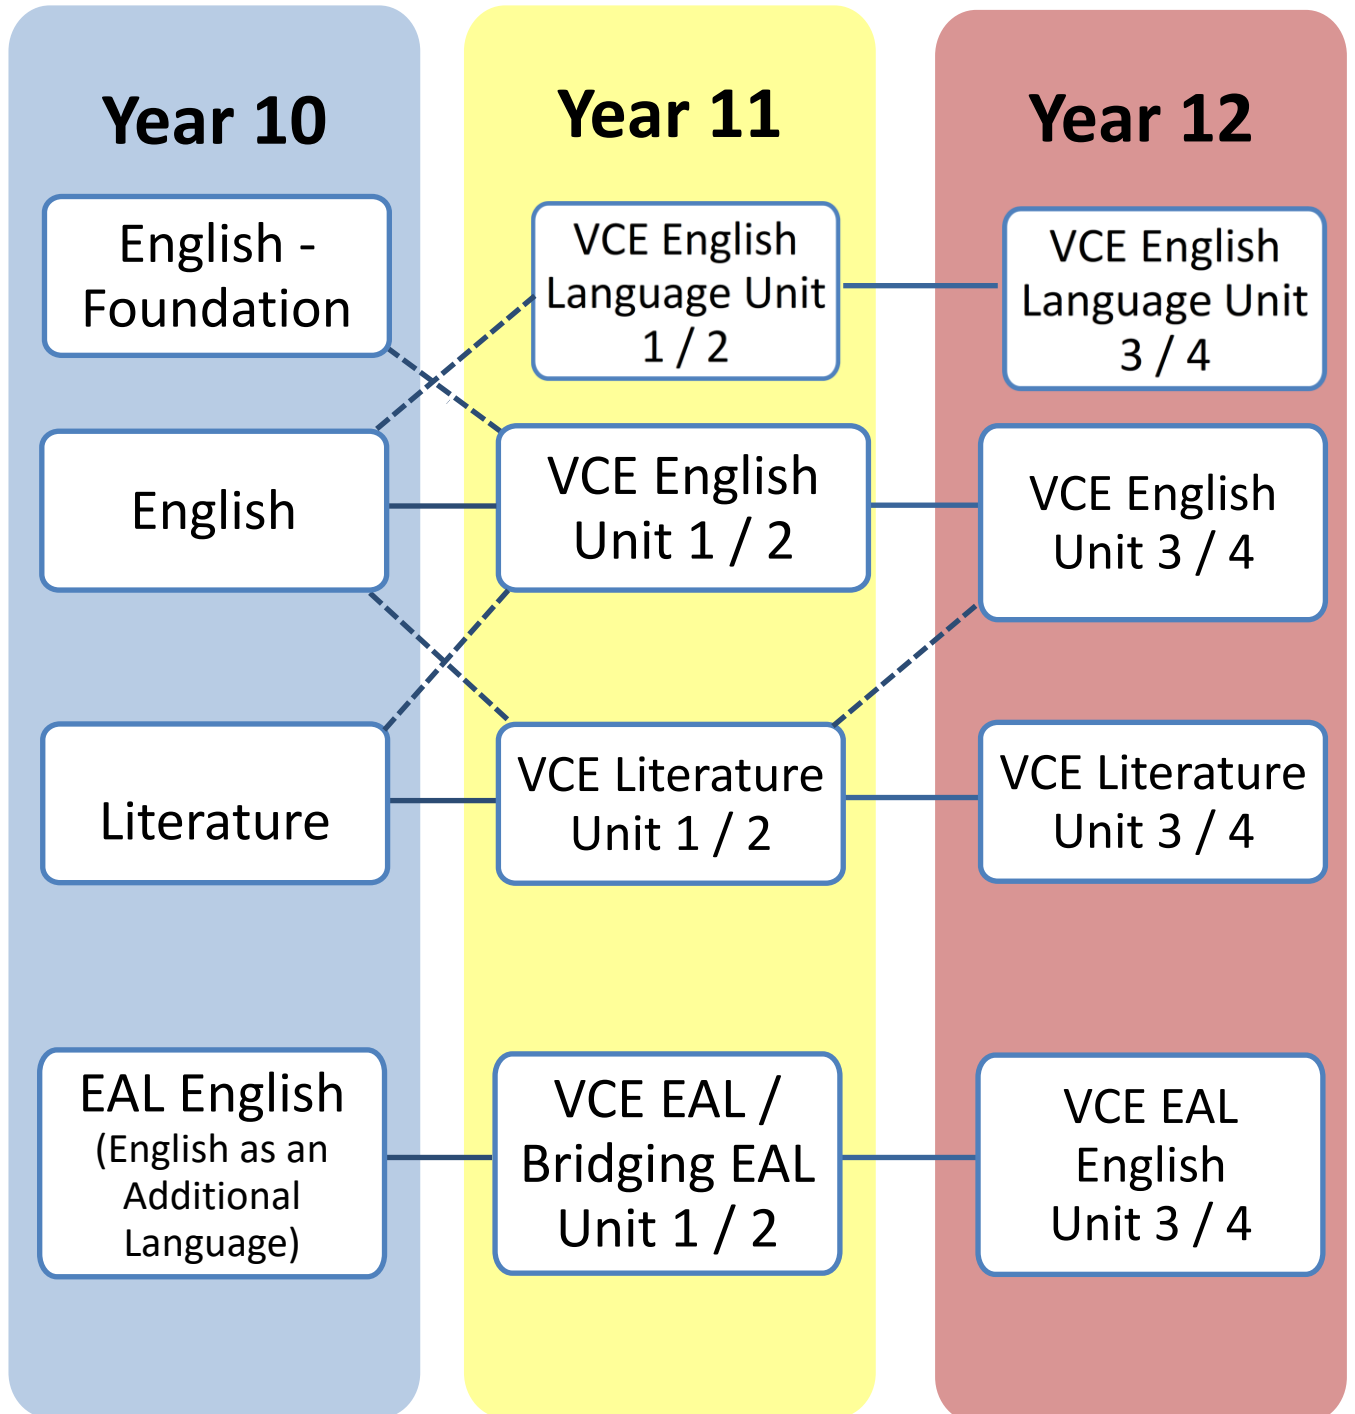 Year 10
English -
Foundation
English
Literature
EAL English
(English as an
Additional
Language)
Year 11
VCE English
Language Unit
1 / 2
VCE English
Unit 1 / 2
VCE Literature
Unit 1 / 2
VCE EAL /
Bridging EAL
Unit 1 / 2
Year 12
VCE English
Language Unit
3 / 4
VCE English
Unit 3 / 4
VCE Literature
Unit 3 / 4
VCE EAL
English
Unit 3 / 4